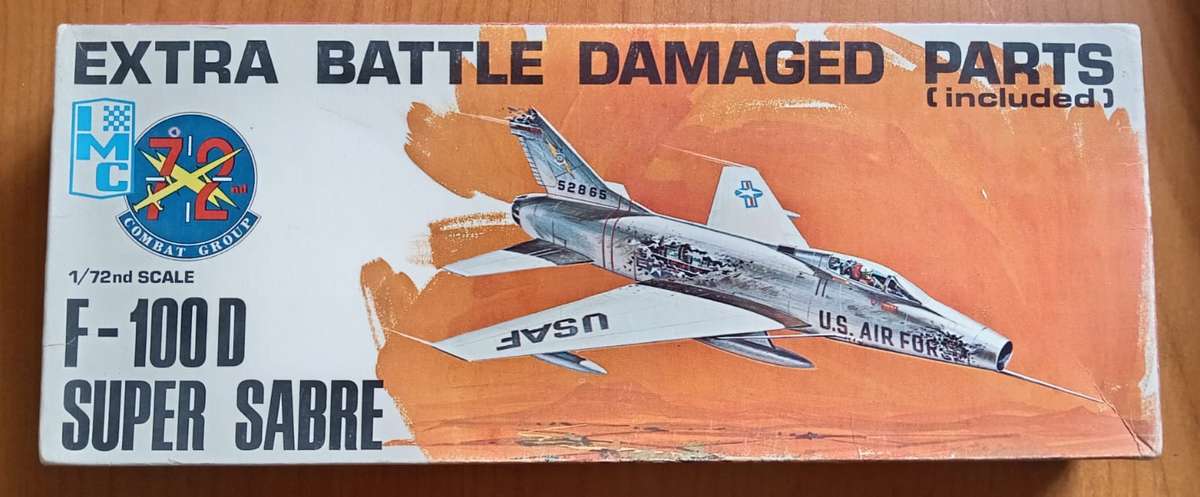 EXTRA BATTLE DAMAGED PARTS
(included)
IMC
72nd
COMBAT GROUP
1/72nd SCALE
F-100D
SUPER SABRE
52865
USAF
U.S. AIR FOR